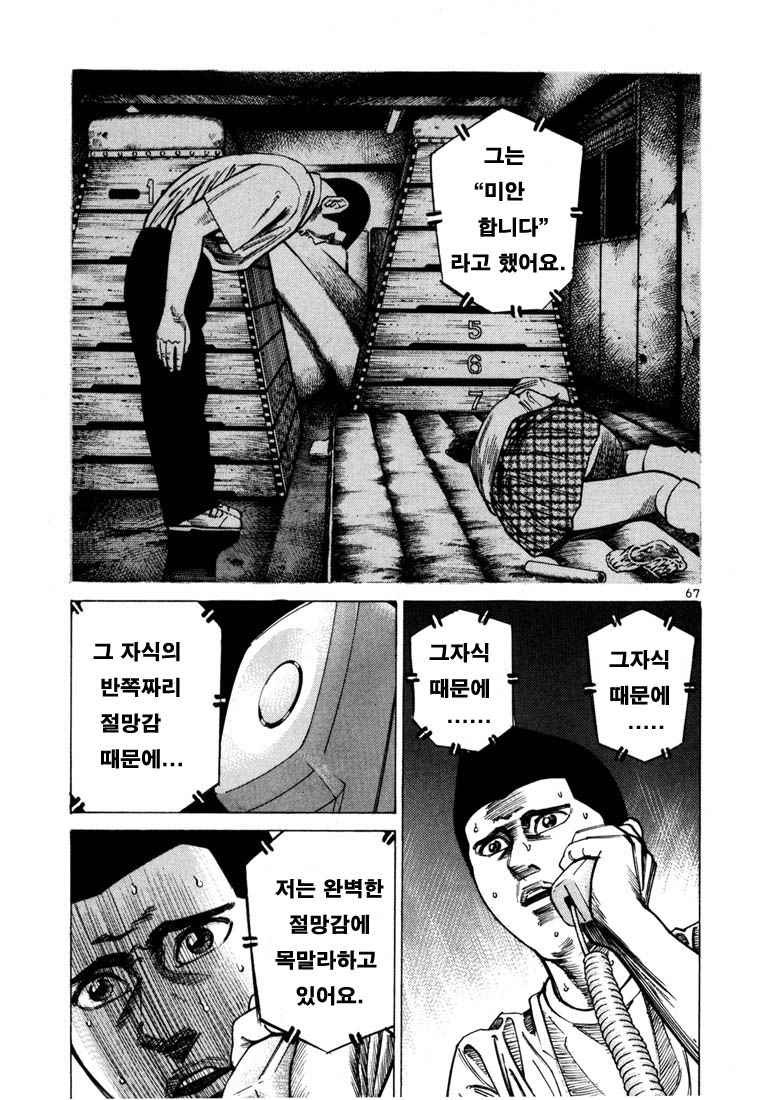 그는
“미안
합니다”
라고 했어요.
1
5
6
7
67
그자식
때문에
.....
그자식
때문에
......
그 자식의
반쪽짜리
절망감
때문에...
저는 완벽한
절망감에
목말라하고
있어요.